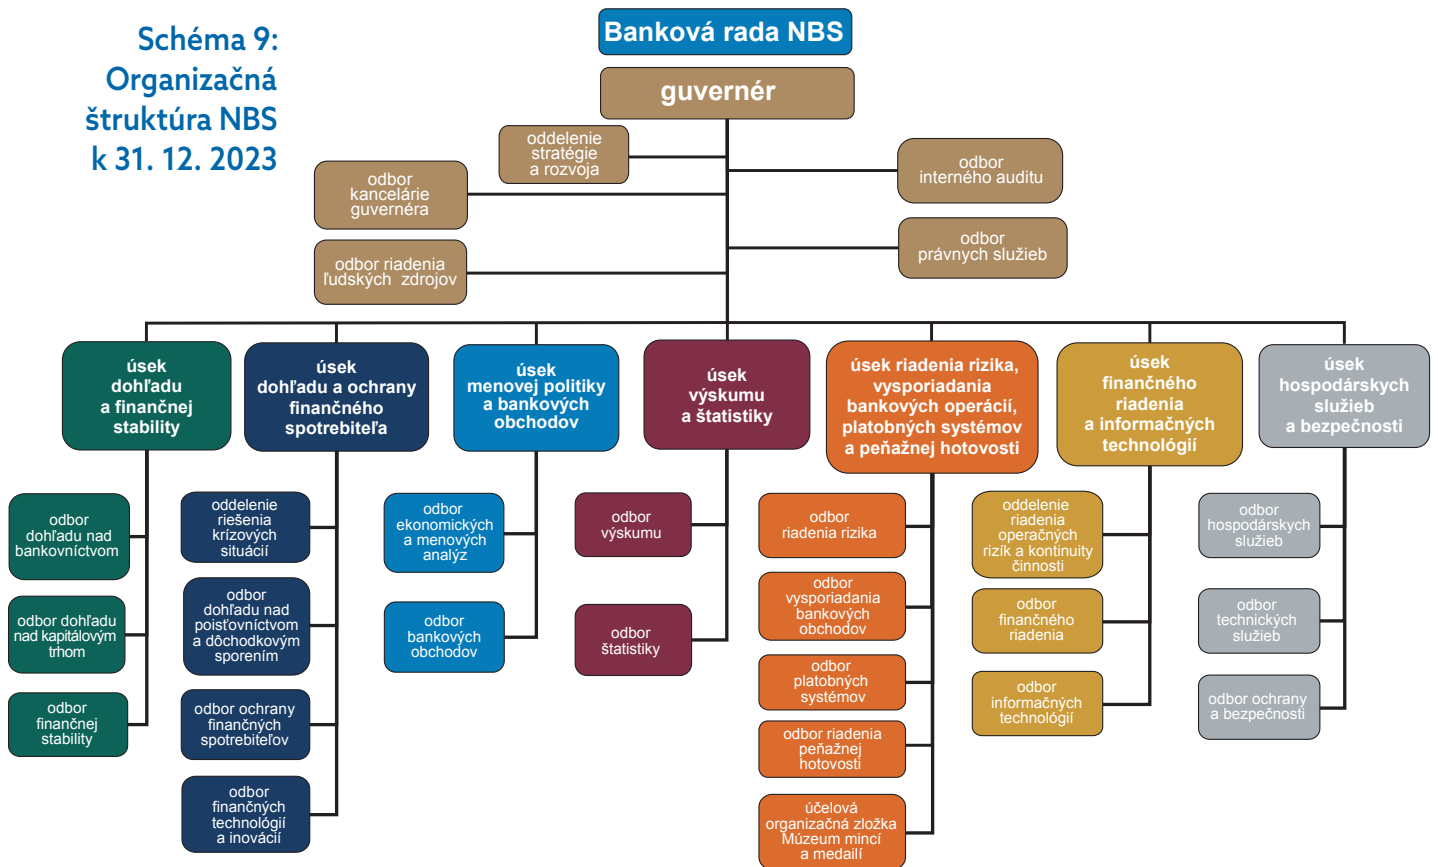 Schéma 9:
Organizačná
štruktúra NBS
k 31. 12. 2023
Banková rada NBS
guvernér
oddelenie
stratégie
a rozvoja
odbor
kancelárie
guvernéra
odbor riadenia
ľudských zdrojov
odbor
interného auditu
odbor
právnych služieb
úsek
dohľadu
a finančnej
stability
úsek
dohľadu a ochrany
finančného
spotrebiteľa
úsek
menovej politiky
a bankových
obchodov
úsek
výskumu
a štatistiky
úsek riadenia rizika,
vysporiadania
bankových operácií,
platobných systémov
a peňažnej hotovosti
úsek
finančného
riadenia
a informačných
technológií
úsek
hospodárskych
služieb
a bezpečnosti
odbor
dohľadu nad
bankovníctvom
odbor dohľadu
nad kapitálovým
trhom
odbor
finančnej
stability
oddelenie
riešenia
krízových
situácií
odbor
dohľadu nad
poisťovníctvom
a dôchodkovým
sporením
odbor ochrany
finančných
spotrebiteľov
odbor
finančných
technológií
a inovácií
odbor
ekonomických
a menových
analýz
odbor
bankových
obchodov
odbor
výskumu
odbor
štatistiky
odbor
riadenia rizika
odbor
vysporiadania
bankových
obchodov
odbor
platobných
systémov
odbor riadenia
peňažnej
hotovosti
účelová
organizačná zložka
Múzeum mincí
a medailí
oddelenie
riadenia
operačných
rizík a kontinuity
činnosti
odbor
finančného
riadenia
odbor
informačných
technológií
odbor
hospodárskych
služieb
odbor
technických
služieb
odbor ochrany
a bezpečnosti